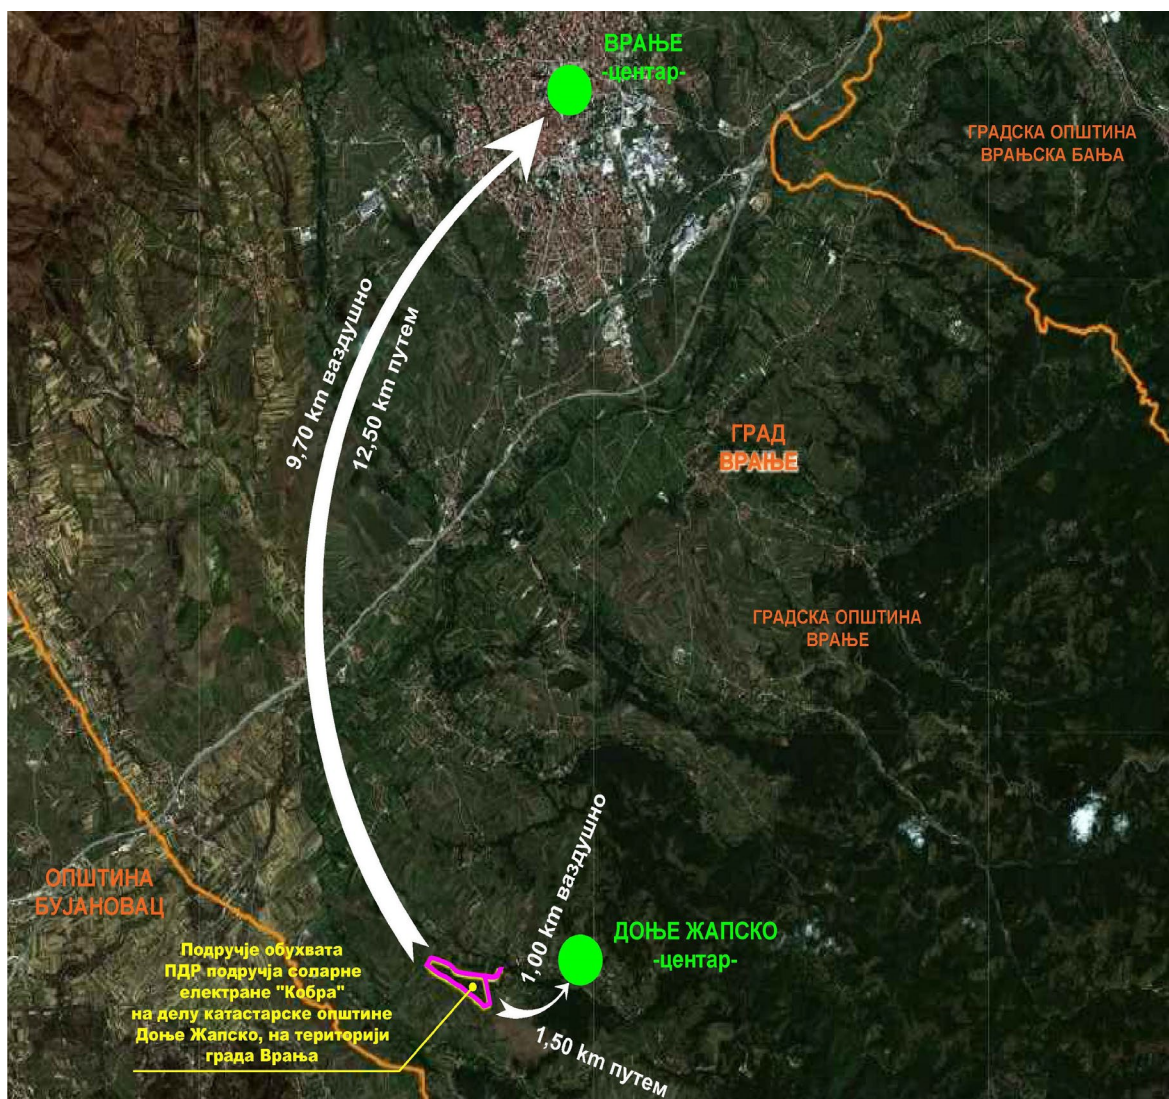 ВРАЊЕ
-центар-
ГРАДСКА ОПШТИНА
ВРАЊСКА БАЊА
9,70 km ваздушно
12,50 km путем
ГРАД
ВРАЊЕ
ГРАДСКА ОПШТИНА
ВРАЊЕ
1,00 km ваздушно
ОПШТИНА
БУЈАНОВАЦ
ДОЊЕ ЖАПСКО
-центар-
Подручје обухвата
ПДР подручја соларне
електране "Кобра"
на делу катастарске општине
Доње Жапско, на територији
града Врања
1,50 km путем